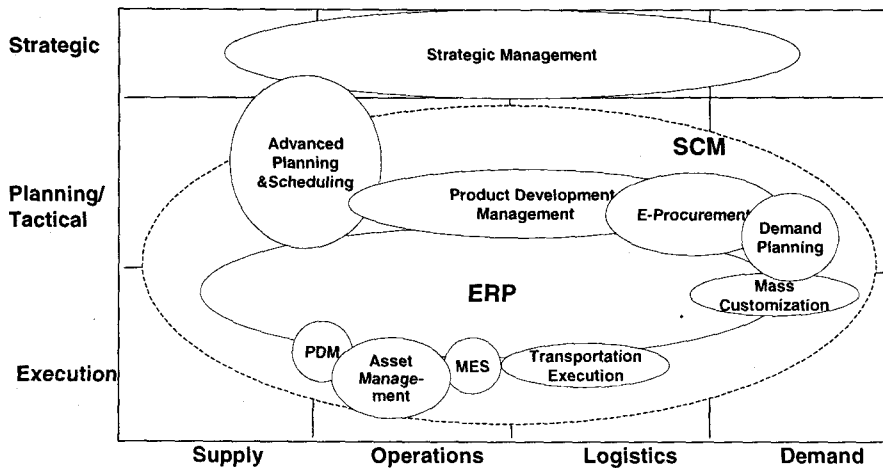 Strategic
Strategic Management
Advanced
Planning
&Scheduling
SCM
Planning/
Tactical
Product Development
Management
E-Procurement
Demand
Planning
ERP
Mass
Customization
Execution
PDM
Asset
Manage-
ment
MES
Transportation
Execution
Supply
Operations
Logistics
Demand